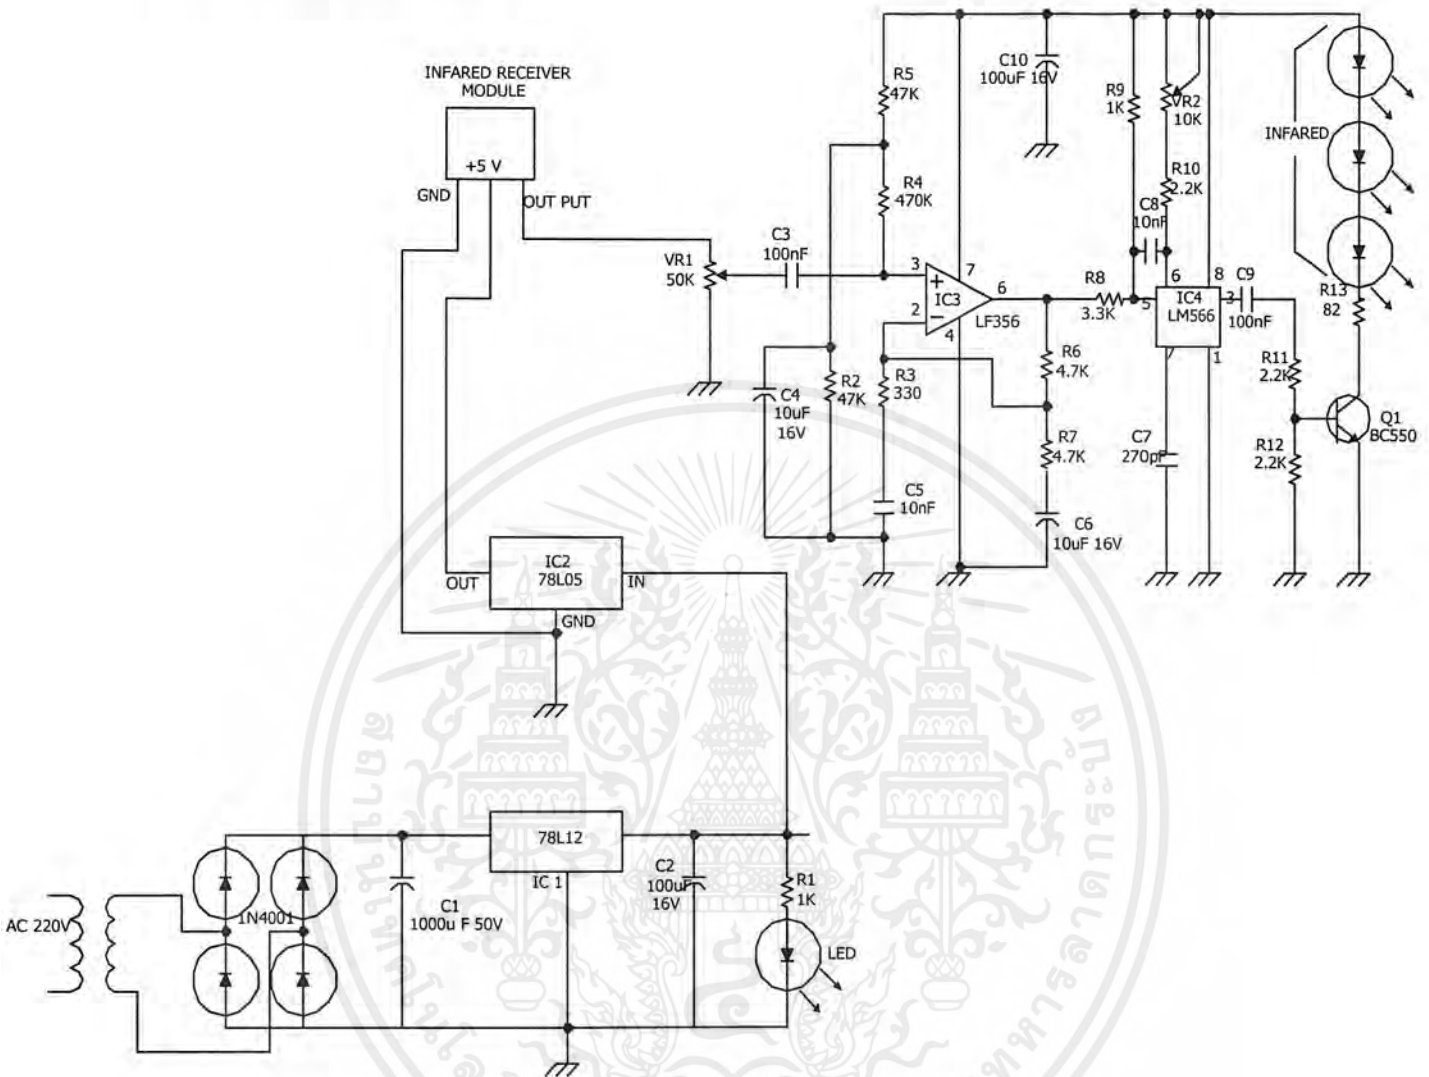 INFARED RECEIVER
MODULE
+5 V
GND
OUT PUT
VR1
50K
C3
100nF
R5
47K
R4
470K
C10
100uF 16V
R9
1K
VR2
10K
R10
2.2K
C8
10nF
INFARED
3
2
7
6
4
IC3
LF356
R8
3.3K
5
6
8
3
7
1
IC4
LM566
C9
100nF
R13
82
R6
4.7K
R7
4.7K
C4
10uF
16V
R2
47K
R3
330
C5
10nF
C6
10uF 16V
C7
270pF
R11
2.2K
R12
2.2K
Q1
BC550
OUT
IC2
78L05
IN
GND
78L12
IC 1
AC 220V
1N4001
C1
1000u F 50V
C2
100uF
16V
R1
1K
LED